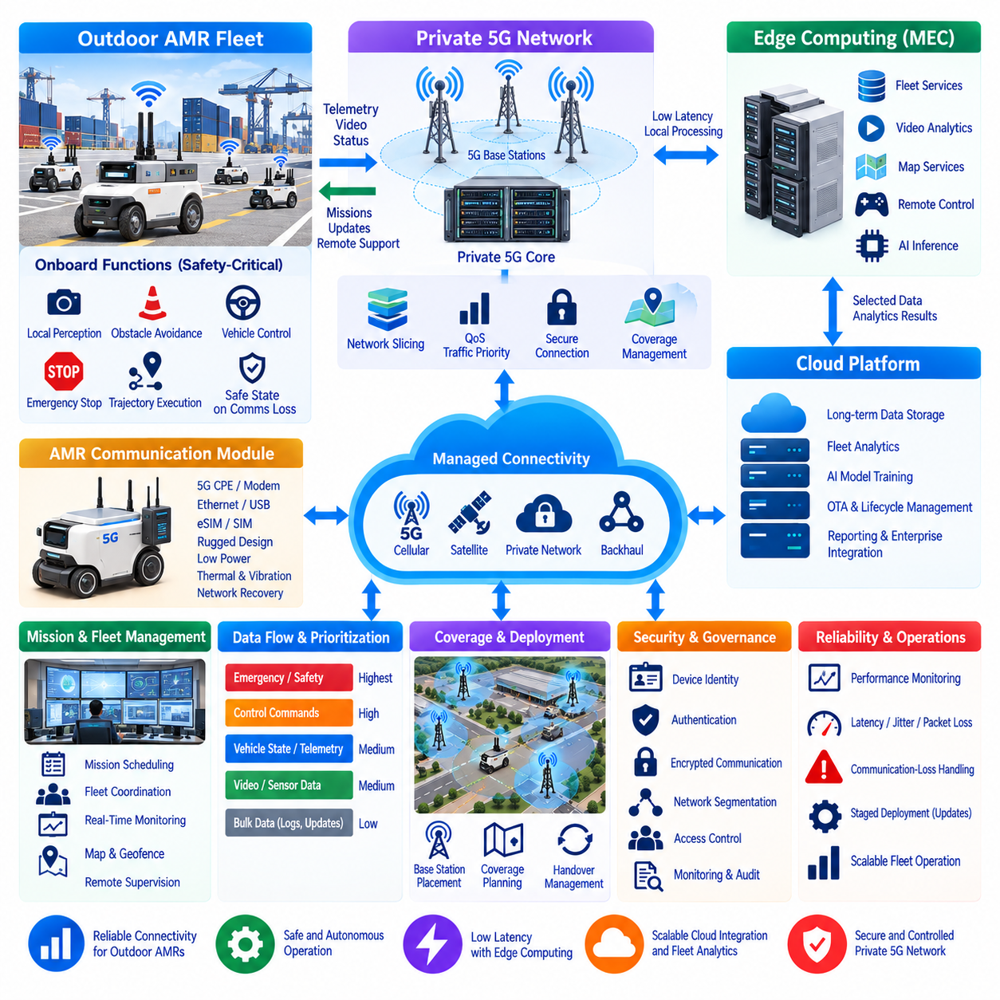 Outdoor AMR Fleet
Private 5G Network
Edge Computing (MEC)
Telemetry
Video
Status
Missions
Updates
Remote Support
5G Base Stations
Private 5G Core
Low Latency
Local Processing
Fleet Services
Video Analytics
Map Services
Remote Control
AI Inference
Onboard Functions (Safety-Critical)
Local Perception
Obstacle Avoidance
Vehicle Control
STOP
Emergency Stop
Trajectory Execution
Safe State
on Comms Loss
Network Slicing
QoS
Traffic Priority
Secure
Connection
Coverage
Management
Selected Data
Analytics Results
Cloud Platform
Long-term Data Storage
Fleet Analytics
AI Model Training
OTA & Lifecycle Management
Reporting & Enterprise
Integration
AMR Communication Module
5G
5G CPE / Modem
Ethernet / USB
eSIM / SIM
Rugged Design
Low Power
Thermal & Vibration
Network Recovery
Managed Connectivity
5G
Cellular
Satellite
Private Network
Backhaul
Mission & Fleet Management
Mission Scheduling
Fleet Coordination
Real-Time Monitoring
Map & Geofence
Remote Supervision
Data Flow & Prioritization
Emergency / Safety
Highest
Control Commands
High
Vehicle State / Telemetry
Medium
Video / Sensor Data
Medium
Bulk Data (Logs, Updates)
Low
Coverage & Deployment
Base Station
Placement
Coverage
Planning
Handover
Management
Security & Governance
Device Identity
Authentication
Encrypted Communication
Network Segmentation
Access Control
Monitoring & Audit
Reliability & Operations
Performance Monitoring
Latency / Jitter / Packet Loss
Communication-Loss Handling
Staged Deployment (Updates)
Scalable Fleet Operation
Reliable Connectivity
for Outdoor AMRs
Safe and Autonomous
Operation
Low Latency
with Edge Computing
Scalable Cloud Integration
and Fleet Analytics
Secure and Controlled
Private 5G Network